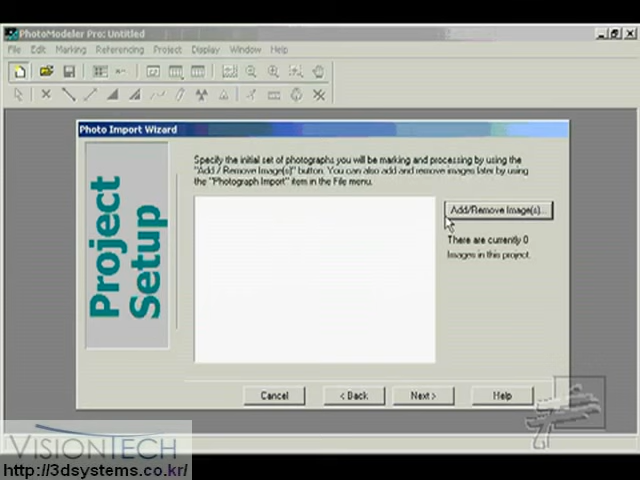 PhotoModeler Pro: Untitled
File Edit Marking Referencing Project Display Window Help
Photo Import Wizard
Project
Setup
Specify the initial set of photographs you will be marking and processing by using the
"Add / Remove Image(s)" button. You can also add and remove images later by using
the "Photograph Import" item in the File menu.
Add/Remove Image(s)...
There are currently 0
Images in this project.
Cancel < Back Next > Help
VISIONTECH
http://3dsystems.co.kr/